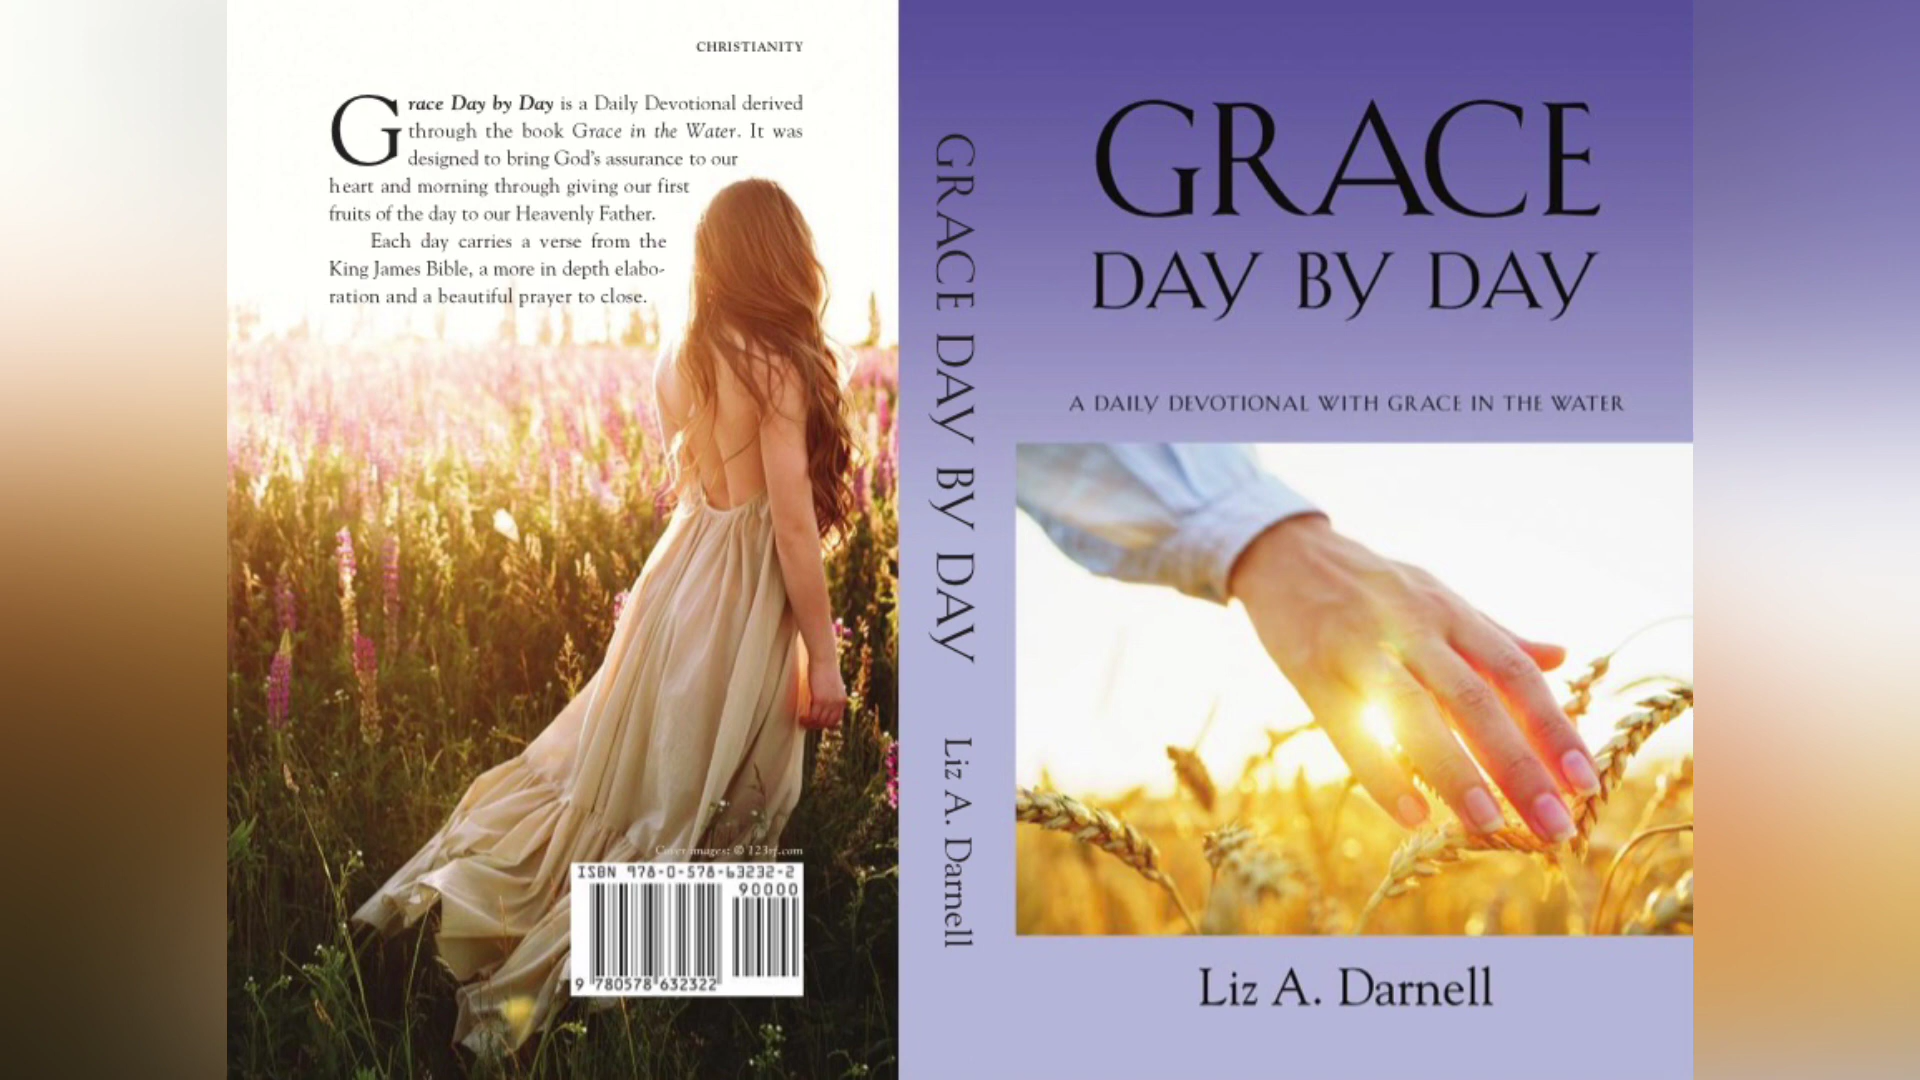 CHRISTIANITY
Grace Day by Day is a Daily Devotional derived
through the book Grace in the Water. It was
designed to bring God's assurance to our
heart and morning through giving our first
fruits of the day to our Heavenly Father.
Each day carries a verse from the
King James Bible, a more in depth elabo-
ration and a beautiful prayer to close.
Cover images: © 123rf.com
ISBN 978-0-578-63232-2
90000
9 780578 632322
GRACE DAY BY DAY Liz A. Darnell
GRACE
DAY BY DAY
A DAILY DEVOTIONAL WITH GRACE IN THE WATER
Liz A. Darnell